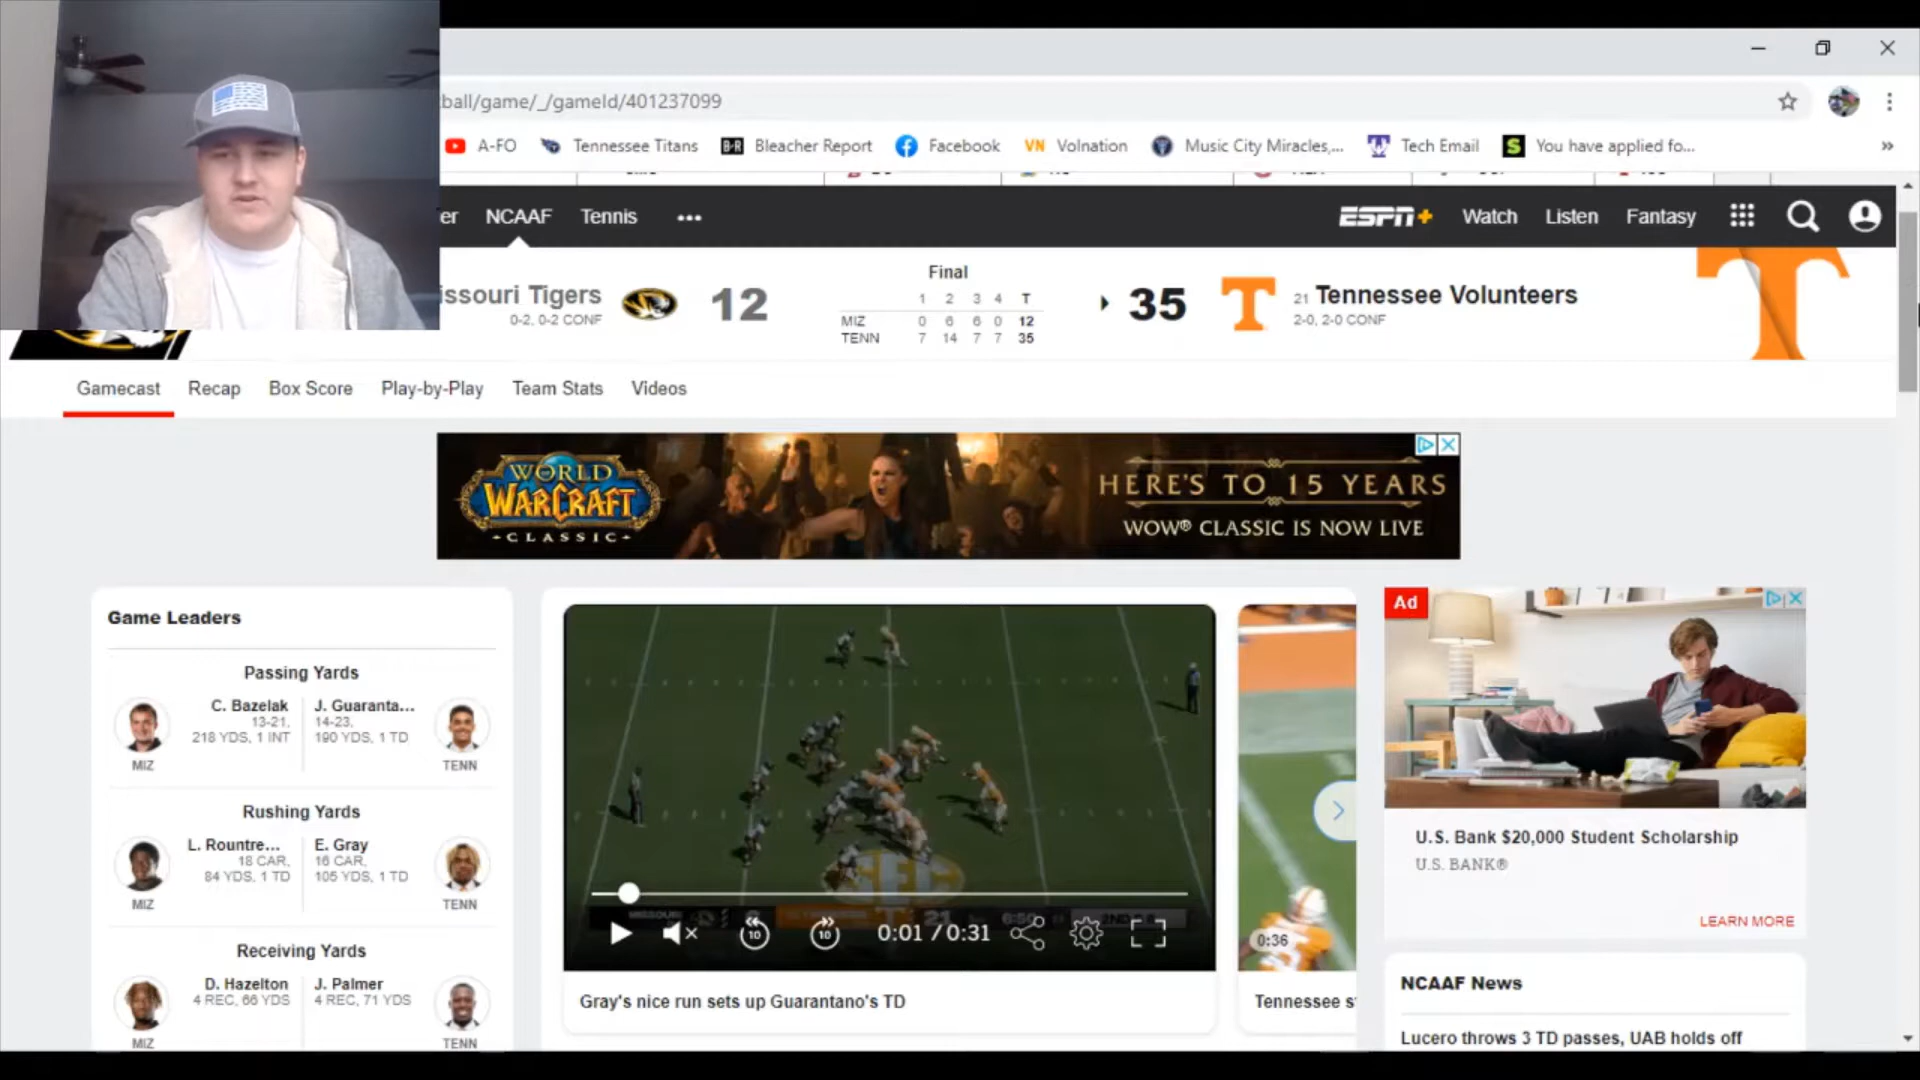 ball/game/_/gameId/401237099
A-FO
Tennessee Titans
B/R Bleacher Report
Facebook
VN Volnation
Music City Miracles,...
Tech Email
S You have applied fo...
»
er NCAAF Tennis •••
ESPN+ Watch Listen Fantasy
issouri Tigers
0-2, 0-2 CONF
12
Final
1 2 3 4 T
MIZ 0 6 6 0 12
TENN 7 14 7 7 35
35
T
21 Tennessee Volunteers
2-0, 2-0 CONF
Gamecast Recap Box Score Play-by-Play Team Stats Videos
WORLD
WARCRAFT
CLASSIC
HERE'S TO 15 YEARS
WOW® CLASSIC IS NOW LIVE
Game Leaders
Passing Yards
C. Bazelak
13-21,
218 YDS, 1 INT
MIZ
J. Guaranta...
14-23,
190 YDS, 1 TD
TENN
Rushing Yards
L. Rountre...
18 CAR,
84 YDS, 1 TD
MIZ
E. Gray
16 CAR,
105 YDS, 1 TD
TENN
Receiving Yards
D. Hazelton
4 REC, 66 YDS
MIZ
J. Palmer
4 REC, 71 YDS
TENN
SEC
MISSOURI
21
10 10 0:01 / 0:31
Gray's nice run sets up Guarantano's TD
0:36
Tennessee s
Ad
U.S. Bank $20,000 Student Scholarship
U.S. BANK®
LEARN MORE
NCAAF News
Lucero throws 3 TD passes, UAB holds off